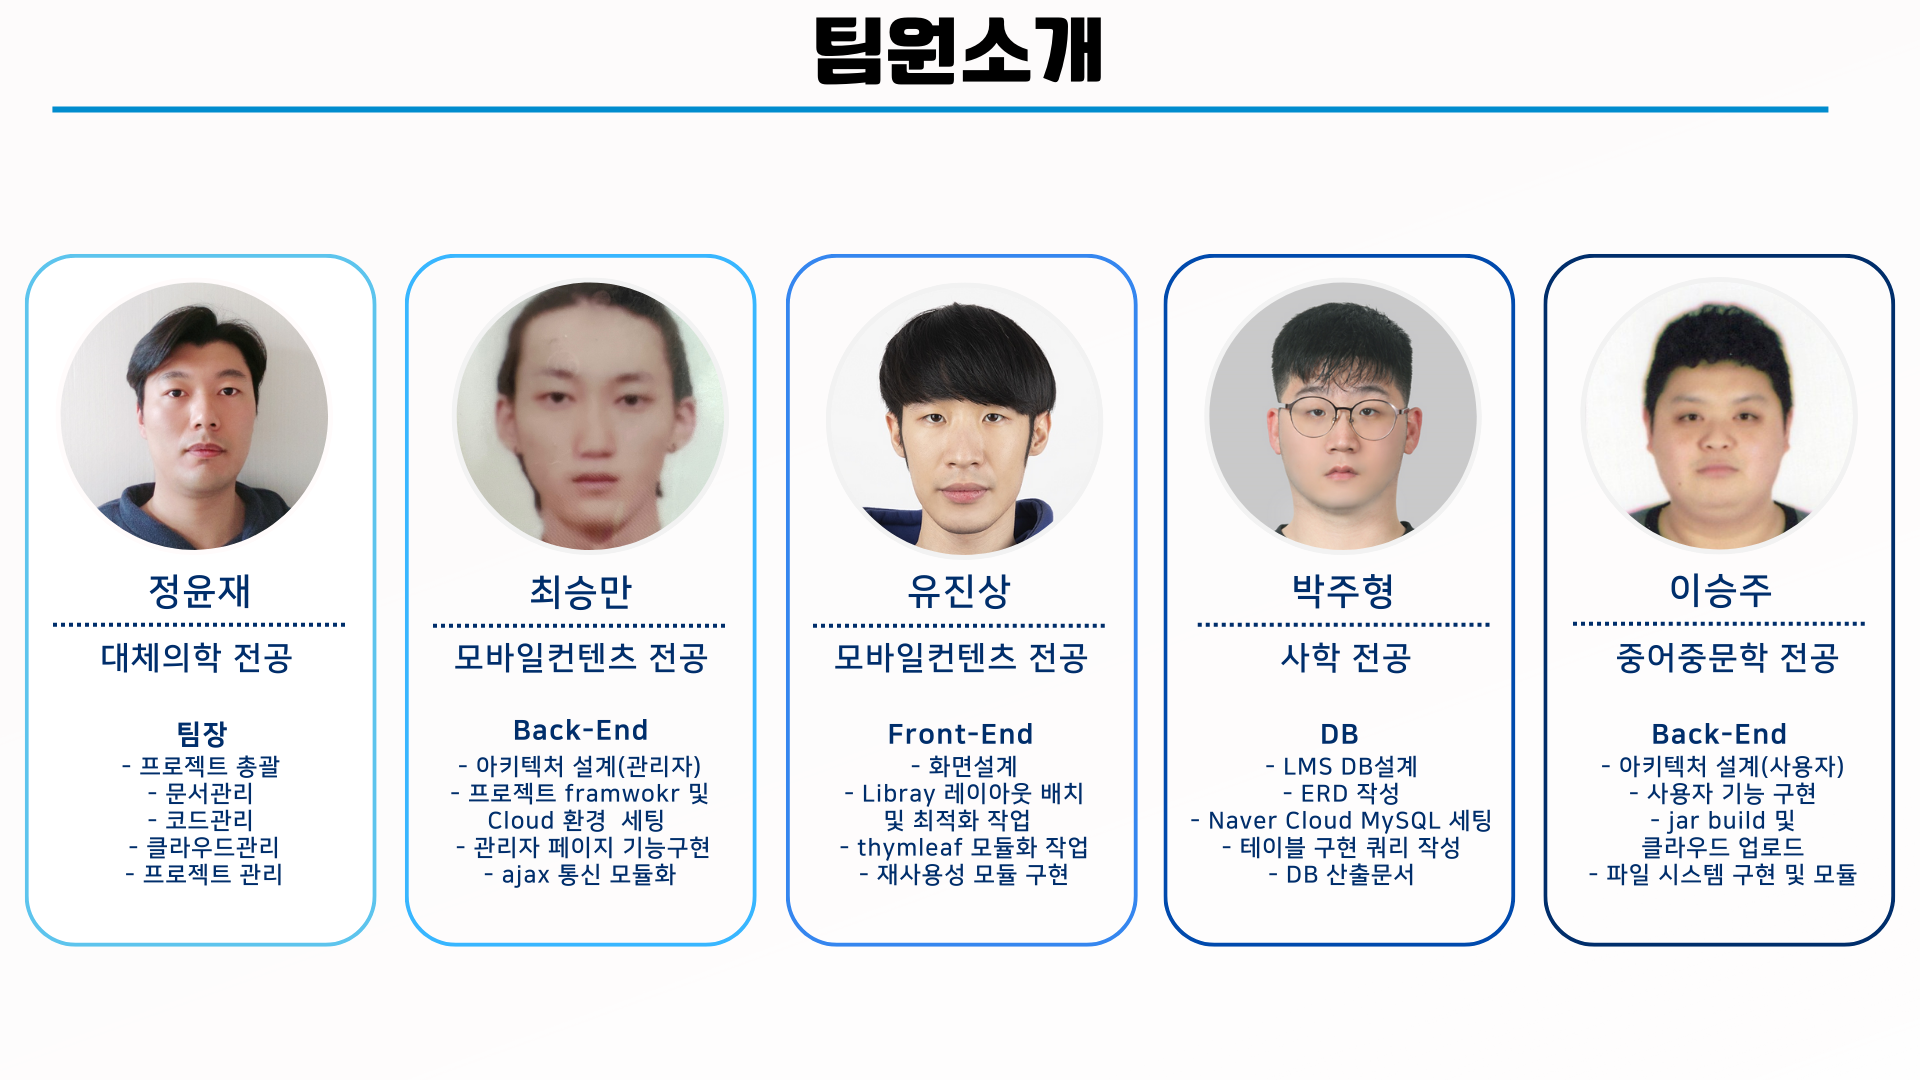 팀원소개
정윤재
대체의학 전공
팀장
- 프로젝트 총괄
- 문서관리
- 코드관리
- 클라우드관리
- 프로젝트 관리
최승만
모바일컨텐츠 전공
Back-End
- 아키텍처 설계(관리자)
- 프로젝트 framwokr 및
Cloud 환경 세팅
- 관리자 페이지 기능구현
- ajax 통신 모듈화
유진상
모바일컨텐츠 전공
Front-End
- 화면설계
- Libray 레이아웃 배치
및 최적화 작업
- thymleaf 모듈화 작업
- 재사용성 모듈 구현
박주형
사학 전공
DB
- LMS DB설계
- ERD 작성
- Naver Cloud MySQL 세팅
- 테이블 구현 쿼리 작성
- DB 산출문서
이승주
중어중문학 전공
Back-End
- 아키텍처 설계(사용자)
- 사용자 기능 구현
- jar build 및
클라우드 업로드
- 파일 시스템 구현 및 모듈